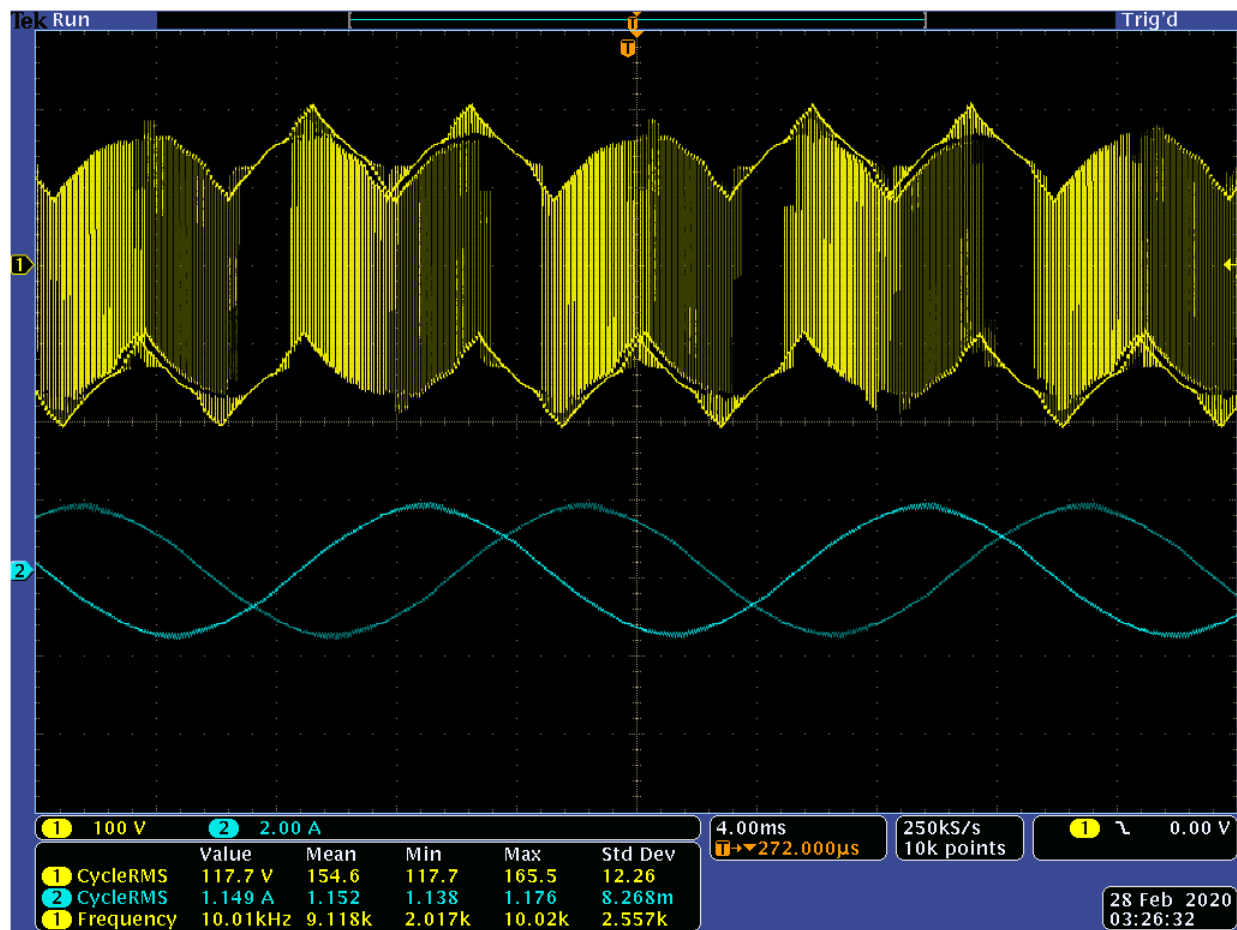 Tek Run Trig'd
T
T
1
2
1 100 V 2 2.00 A
4.00ms
T→▼272.000µs
250kS/s
10k points
1 0.00 V
Value Mean Min Max Std Dev
1 CycleRMS 117.7 V 154.6 117.7 165.5 12.26
2 CycleRMS 1.149 A 1.152 1.138 1.176 8.268m
1 Frequency 10.01kHz 9.118k 2.017k 10.02k 2.557k
28 Feb 2020
03:26:32